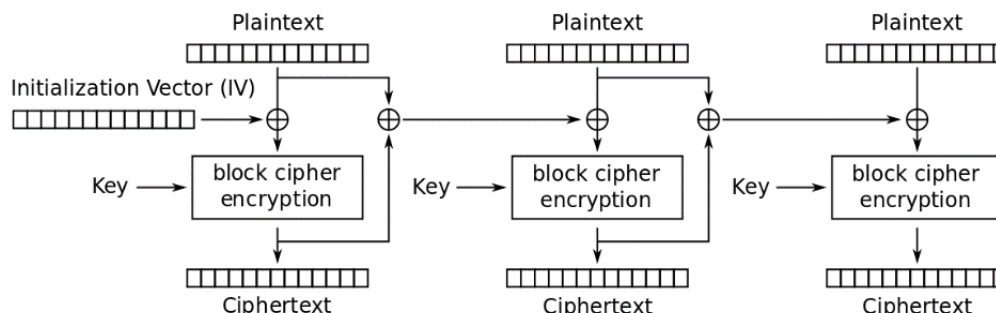 Plaintext Plaintext Plaintext
Initialization Vector (IV)
Key block cipher encryption Key block cipher encryption Key block cipher encryption
Ciphertext Ciphertext Ciphertext